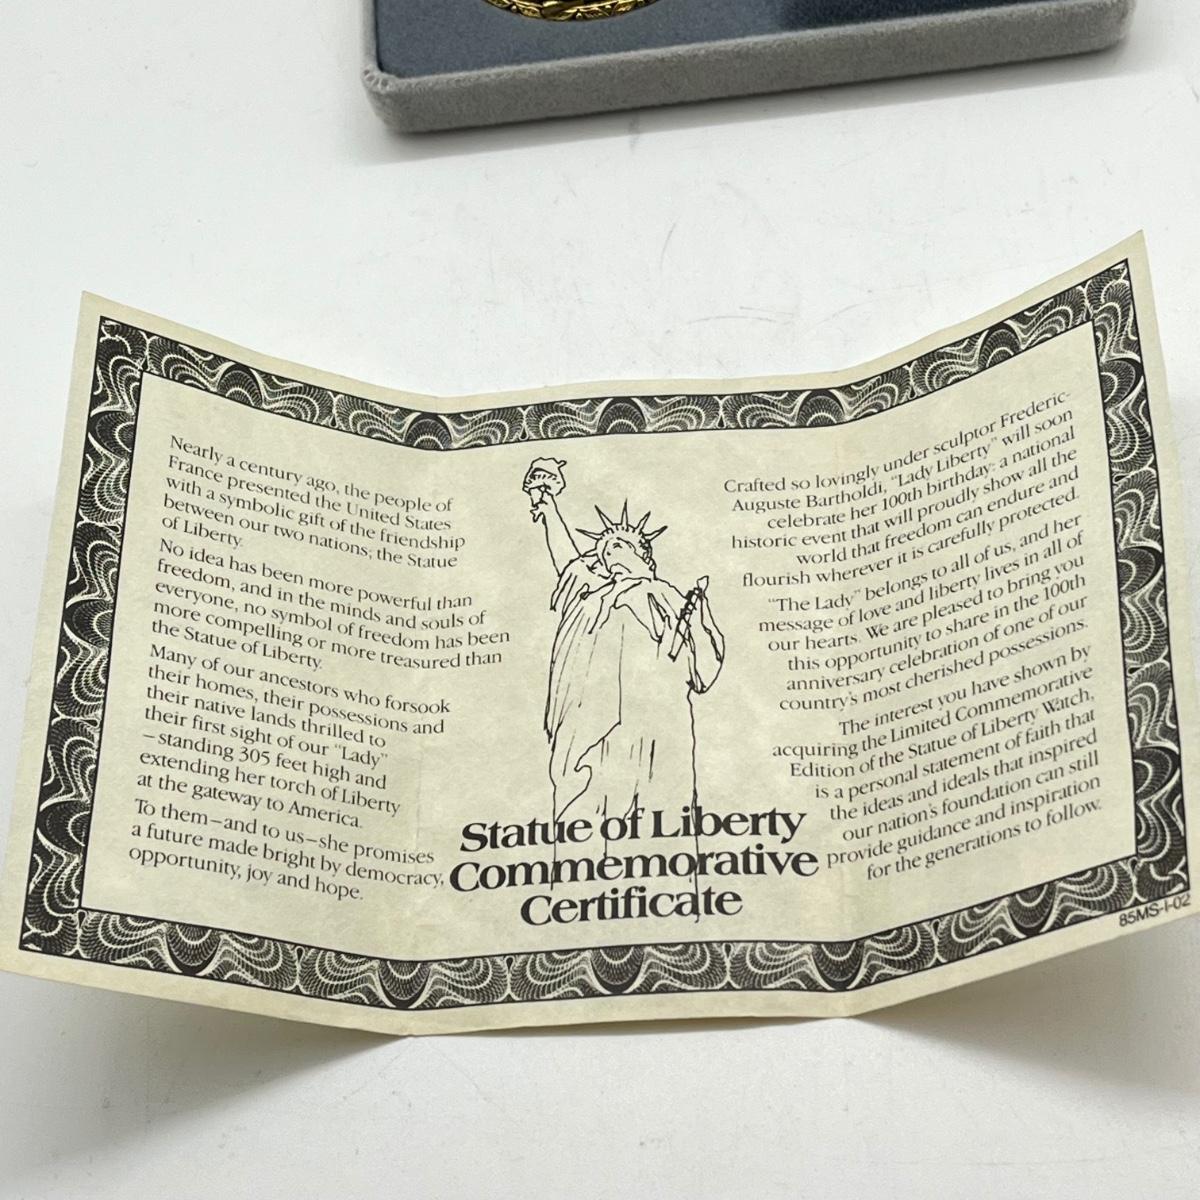 Nearly a century ago, the people of
France presented the United States
with a symbolic gift of the friendship
between our two nations; the Statue
of Liberty.
No idea has been more powerful than
freedom, and in the minds and souls of
everyone, no symbol of freedom has been
more compelling or more treasured than
the Statue of Liberty.
Many of our ancestors who forsook
their homes, their possessions and
their native lands thrilled to
their first sight of our "Lady"
—standing 305 feet high and
extending her torch of Liberty
at the gateway to America.
To them—and to us—she promises
a future made bright by democracy,
opportunity, joy and hope.
Statue of Liberty
Commemorative
Certificate
Crafted so lovingly under sculptor Frederic-
Auguste Bartholdi, "Lady Liberty" will soon
celebrate her 100th birthday: a national
historic event that will proudly show all the
world that freedom can endure and
flourish wherever it is carefully protected.
"The Lady" belongs to all of us, and her
message of love and liberty lives in all of
our hearts. We are pleased to bring you
this opportunity to share in the 100th
anniversary celebration of one of our
country's most cherished possessions.
The interest you have shown by
acquiring the Limited Commemorative
Edition of the Statue of Liberty Watch,
is a personal statement of faith that
the ideas and ideals that inspired
our nation's foundation can still
provide guidance and inspiration
for the generations to follow.
85MS-I-02